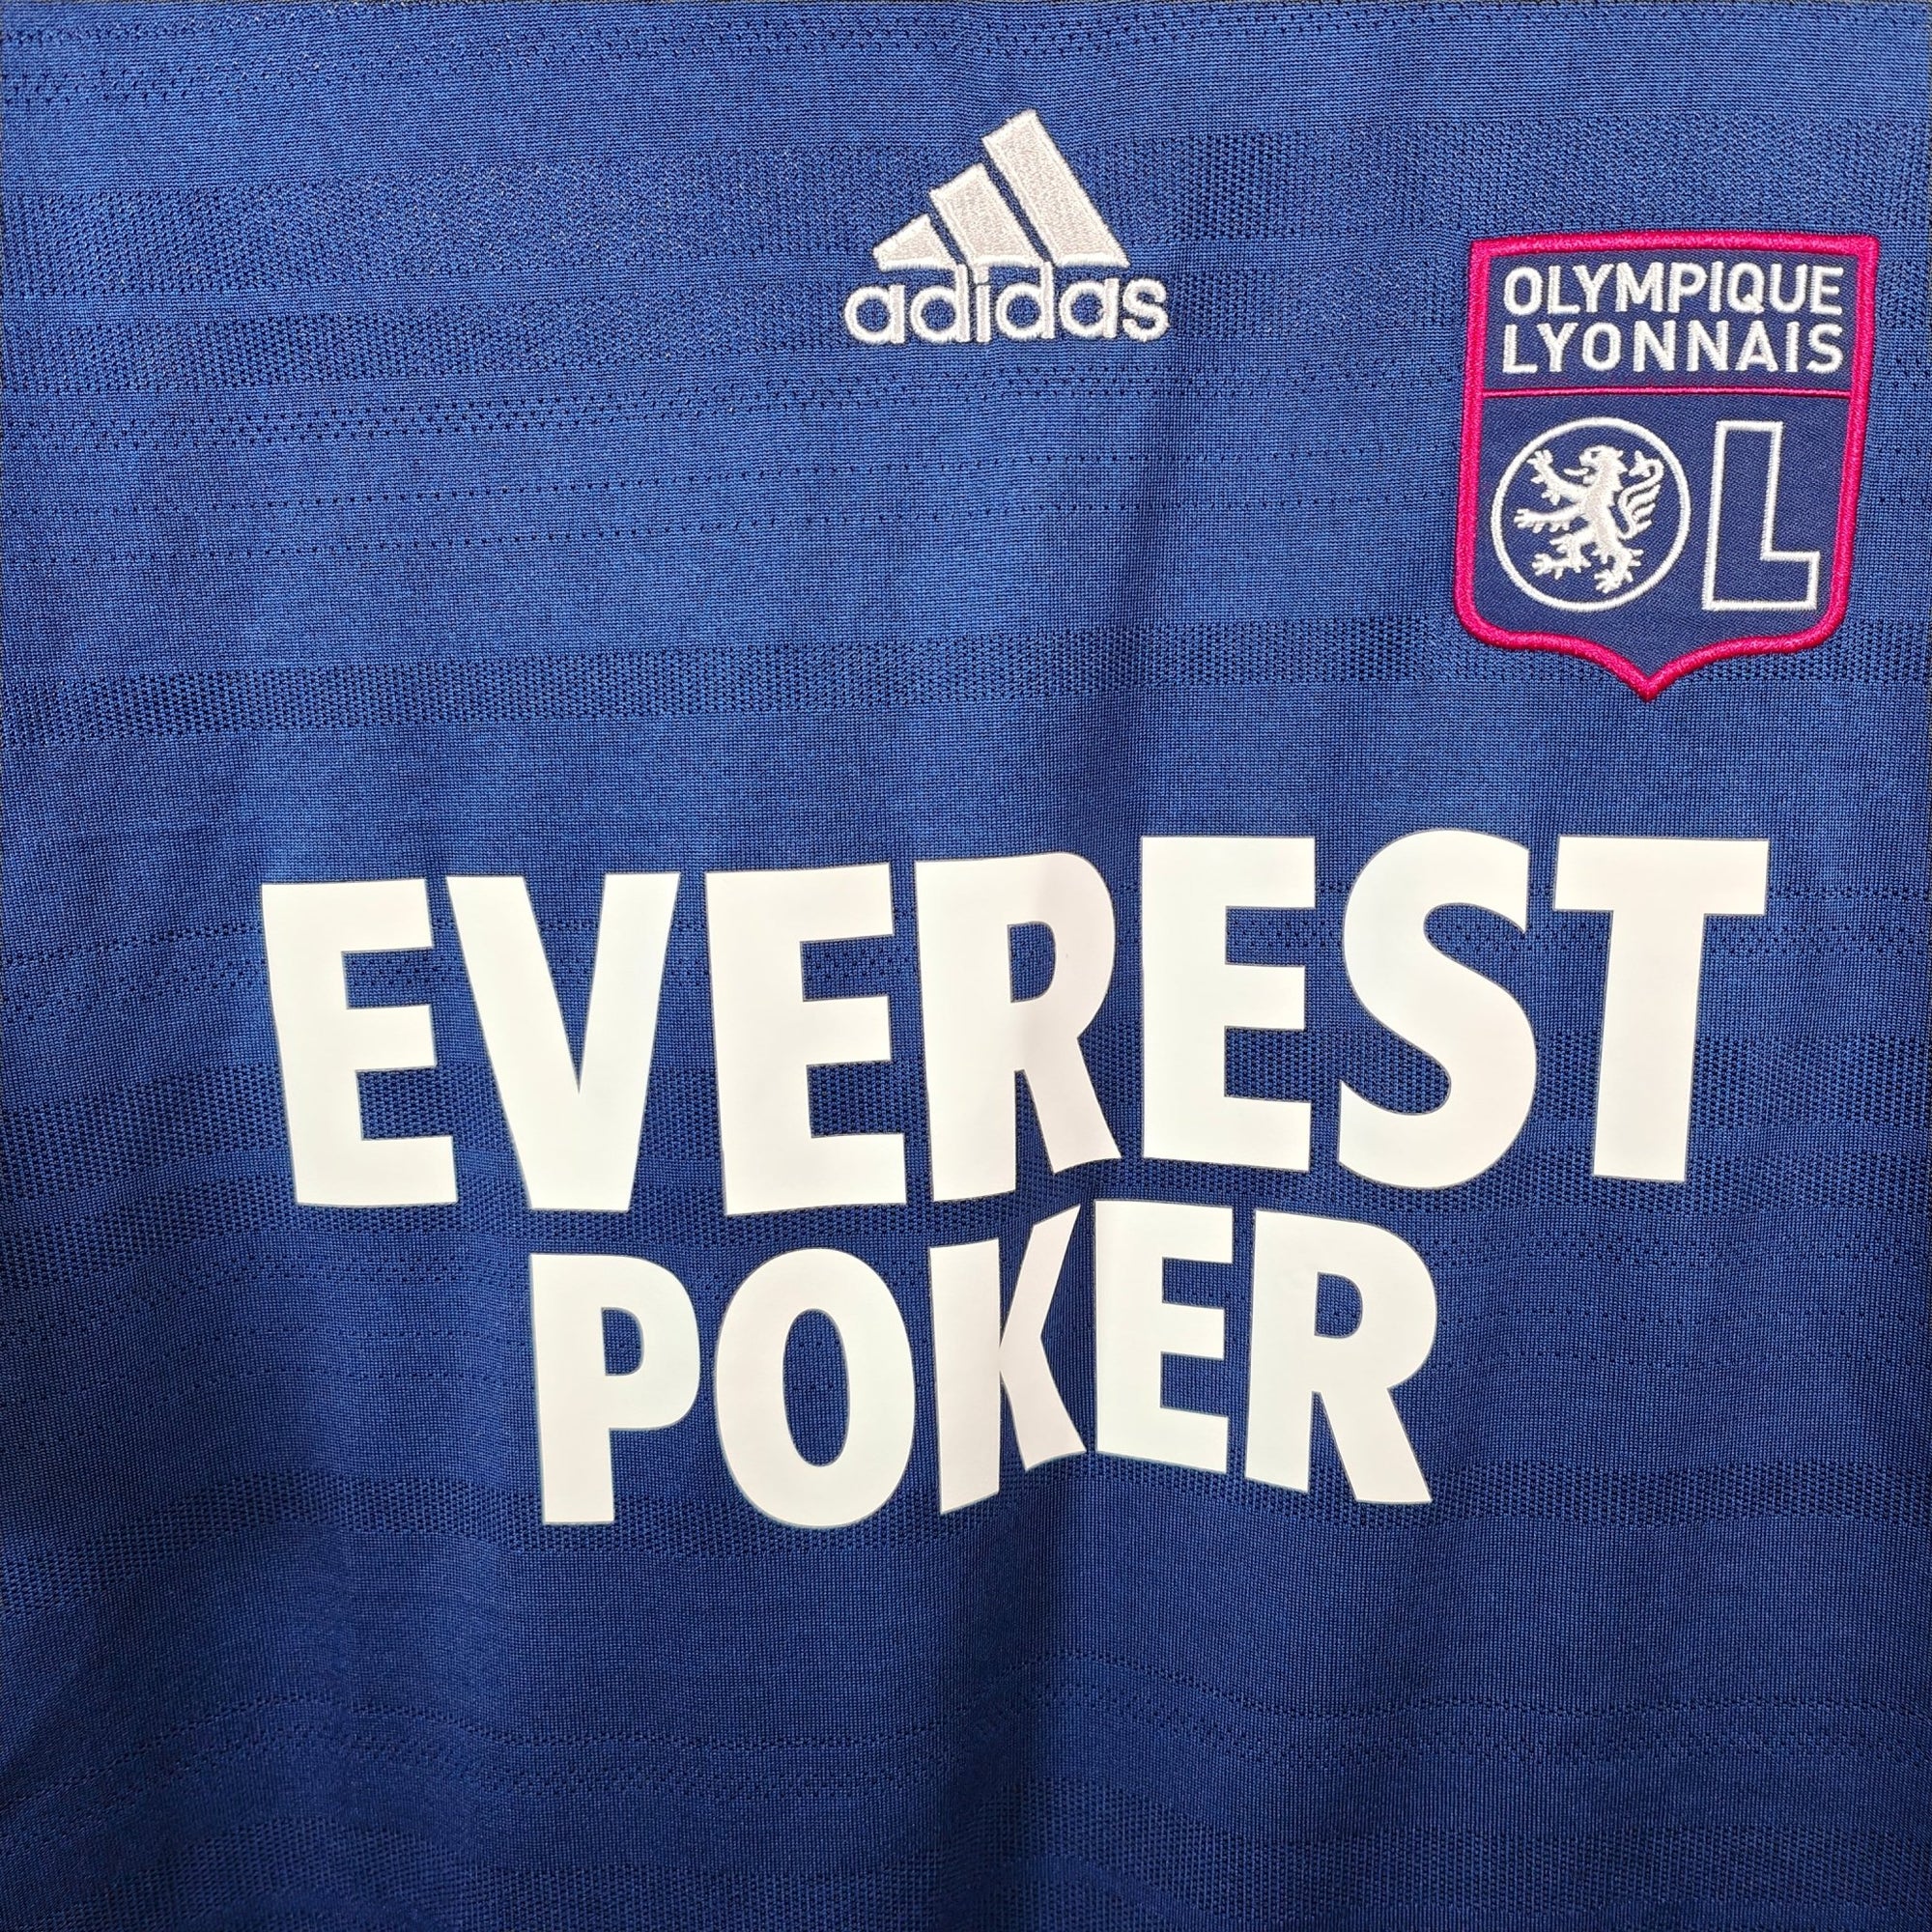 adidas
OLYMPIQUE
LYONNAIS
OL
EVEREST
POKER